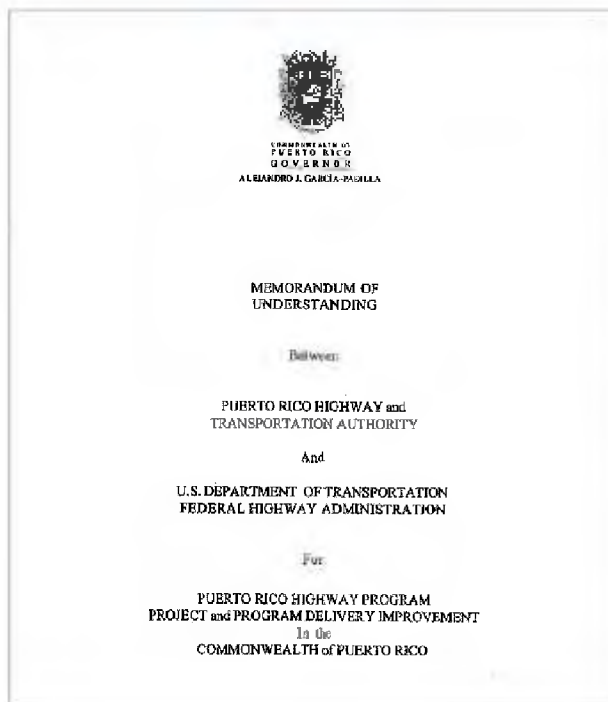 COMMONWEALTH OF
PUERTO RICO
GOVERNOR
ALEJANDRO J. GARCÍA-PADILLA
MEMORANDUM OF
UNDERSTANDING
Between
PUERTO RICO HIGHWAY and
TRANSPORTATION AUTHORITY
And
U.S. DEPARTMENT OF TRANSPORTATION
FEDERAL HIGHWAY ADMINISTRATION
For
PUERTO RICO HIGHWAY PROGRAM
PROJECT and PROGRAM DELIVERY IMPROVEMENT
In the
COMMONWEALTH of PUERTO RICO